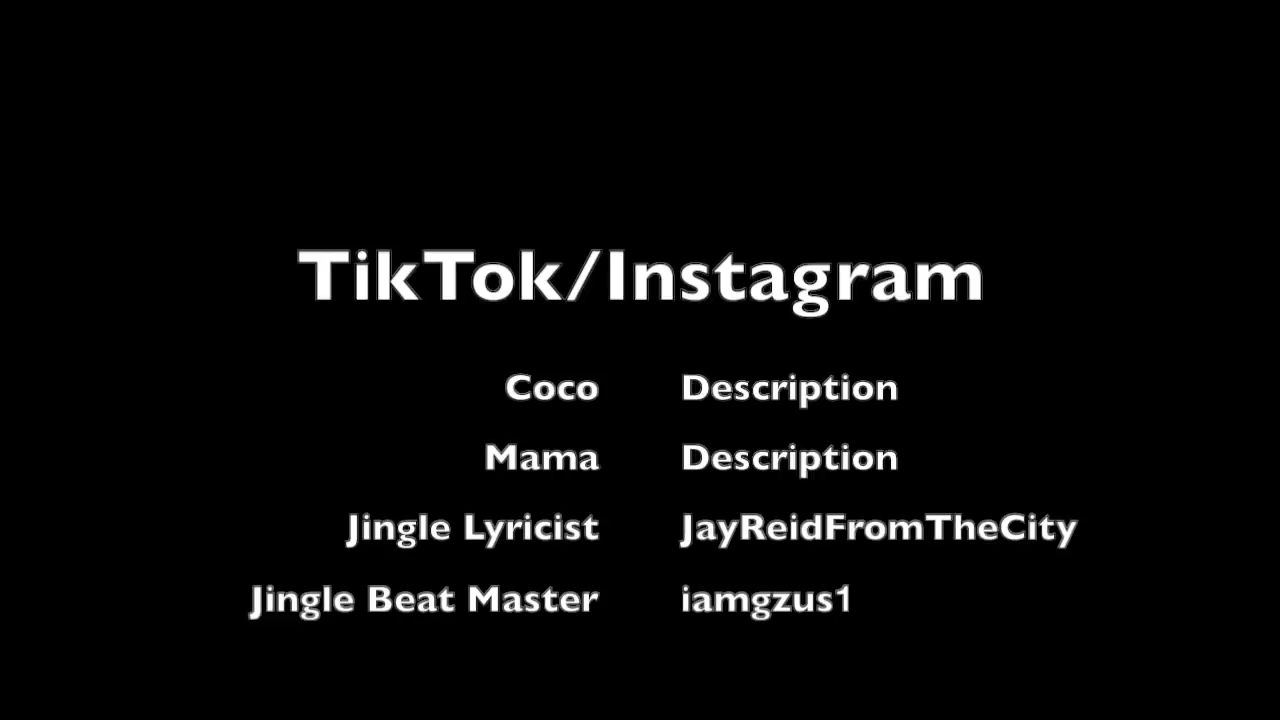 TikTok/Instagram
Coco Description
Mama Description
Jingle Lyricist JayReidFromTheCity
Jingle Beat Master iamgzus1